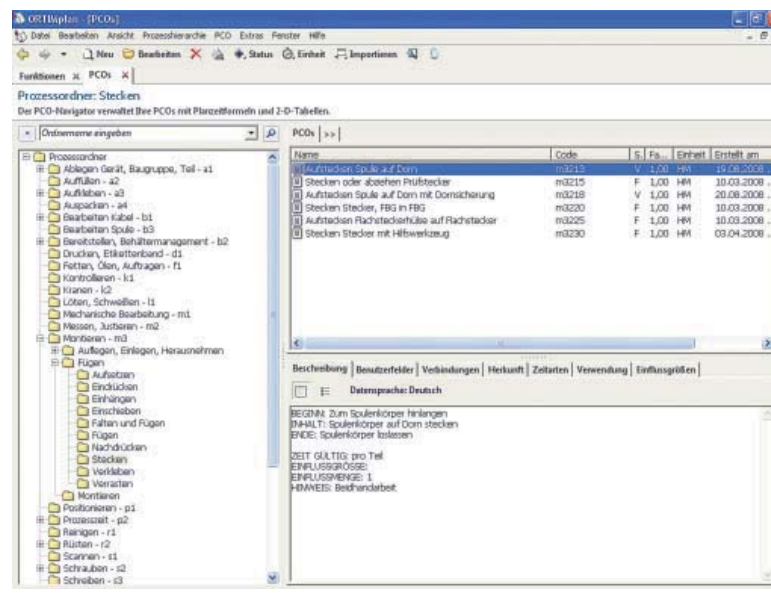 ORTIMplan - [PCOs]
Datei Bearbeiten Ansicht Prozesshierarchie PCO Extras Fenster Hilfe
Neu Bearbeiten Status Einheit Importieren
Funktionen PCOs
Prozessordner: Stecken
Der PCO-Navigator verwaltet Ihre PCOs mit Planzeitformeln und 2-D-Tabellen.
Ordnername eingeben
Prozessordner
Ablegen Gerät, Baugruppe, Teil - a1
Auffüllen - a2
Aufkleben - a3
Auspacken - a4
Bearbeiten Kabel - b1
Bearbeiten Spule - b3
Bereitstellen, Behältermanagement - b2
Drucken, Etikettenband - d1
Fetten, Ölen, Auftragen - f1
Kontrollieren - k1
Kranen - k2
Löten, Schweißen - l1
Mechanische Bearbeitung - m1
Messen, Justieren - m2
Montieren - m3
Auflegen, Einlegen, Herausnehmen
Fügen
Aufsetzen
Eindrücken
Einhängen
Einschieben
Falten und Fügen
Fügen
Nachdrücken
Stecken
Verkleben
Verrasten
Montieren
Positionieren - p1
Prozesszeit - p2
Reinigen - r1
Rüsten - r2
Scannen - s1
Schrauben - s2
Schreiben - s3
PCOs >>
Name Code S. Fa... Einheit Erstellt am
Aufstecken Spule auf Dorn m3213 V 1,00 HM 19.08.2008 ..
Stecken oder abziehen Prüfstecker m3215 F 1,00 HM 10.03.2008 ..
Aufstecken Spule auf Dorn mit Dornsicherung m3218 V 1,00 HM 20.08.2008 ..
Stecken Stecker, FBG in FBG m3220 F 1,00 HM 10.03.2008 ..
Aufstecken Flachsteckerhülse auf Flachstecker m3225 F 1,00 HM 10.03.2008 ..
Stecken Stecker mit Hilfswerkzeug m3230 F 1,00 HM 03.04.2008 ..
Beschreibung Benutzerfelder Verbindungen Herkunft Zeitarten Verwendung Einflussgrößen
Datensprache: Deutsch
BEGINN: Zum Spulenkörper hinlangen
INHALT: Spulenkörper auf Dorn stecken
ENDE: Spulenkörper loslassen
ZEIT GÜLTIG: pro Teil
EINFLUSSGRÖSSE:
EINFLUSSMENGE: 1
HINWEIS: Beidhandarbeit